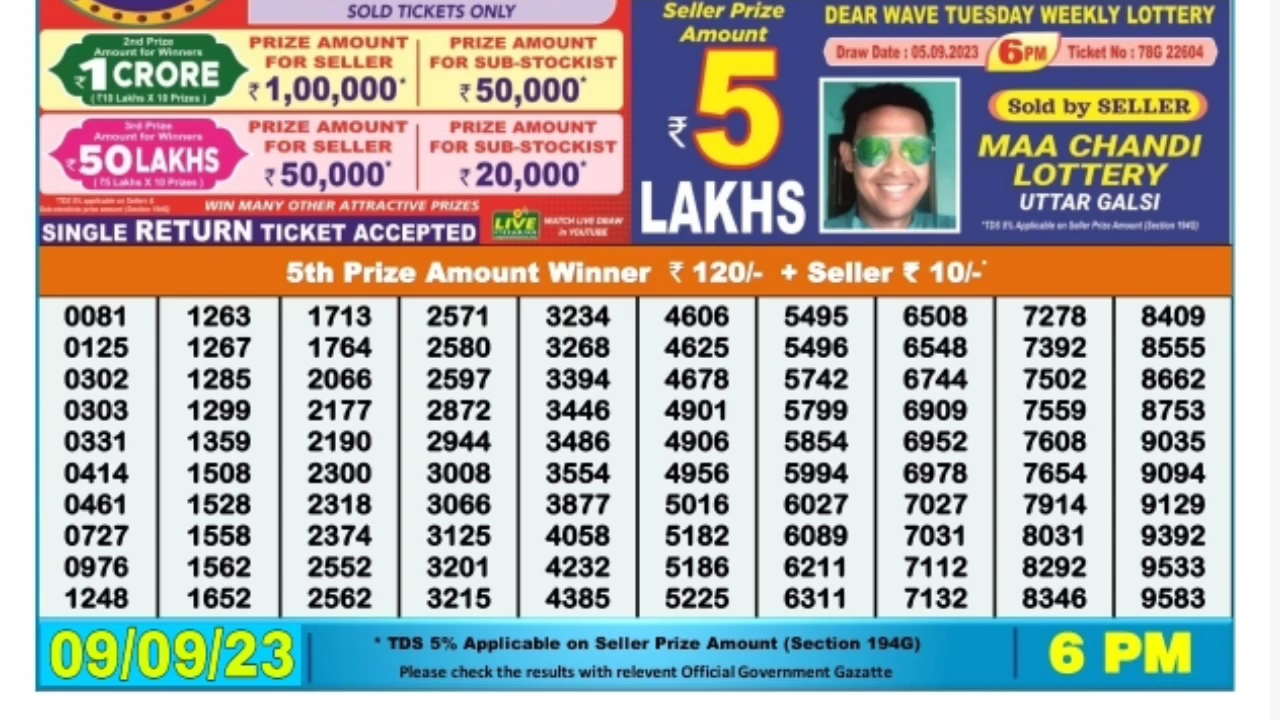 SOLD TICKETS ONLY
2nd Prize
Amount for Winners
₹1 CRORE
(₹10 Lakhs X 10 Prizes)
PRIZE AMOUNT
FOR SELLER
₹1,00,000*
PRIZE AMOUNT
FOR SUB-STOCKIST
₹50,000*
3rd Prize
Amount for Winners
₹50 LAKHS
(₹5 Lakhs X 10 Prizes)
PRIZE AMOUNT
FOR SELLER
₹50,000*
PRIZE AMOUNT
FOR SUB-STOCKIST
₹20,000*
WIN MANY OTHER ATTRACTIVE PRIZES
SINGLE RETURN TICKET ACCEPTED
LIVE
WATCH LIVE DRAW
in YOUTUBE
Seller Prize
Amount
₹5
LAKHS
DEAR WAVE TUESDAY WEEKLY LOTTERY
Draw Date : 05.09.2023 6PM Ticket No : 78G 22604
Sold by SELLER
MAA CHANDI
LOTTERY
UTTAR GALSI
*TDS 5% Applicable on Seller Prize Amount (Section 194G)
5th Prize Amount Winner ₹ 120/- + Seller ₹ 10/-*
0081 1263 1713 2571 3234 4606 5495 6508 7278 8409
0125 1267 1764 2580 3268 4625 5496 6548 7392 8555
0302 1285 2066 2597 3394 4678 5742 6744 7502 8662
0303 1299 2177 2872 3446 4901 5799 6909 7559 8753
0331 1359 2190 2944 3486 4906 5854 6952 7608 9035
0414 1508 2300 3008 3554 4956 5994 6978 7654 9094
0461 1528 2318 3066 3877 5016 6027 7027 7914 9129
0727 1558 2374 3125 4058 5182 6089 7031 8031 9392
0976 1562 2552 3201 4232 5186 6211 7112 8292 9533
1248 1652 2562 3215 4385 5225 6311 7132 8346 9583
09/09/23
* TDS 5% Applicable on Seller Prize Amount (Section 194G)
Please check the results with relevent Official Government Gazatte
6 PM